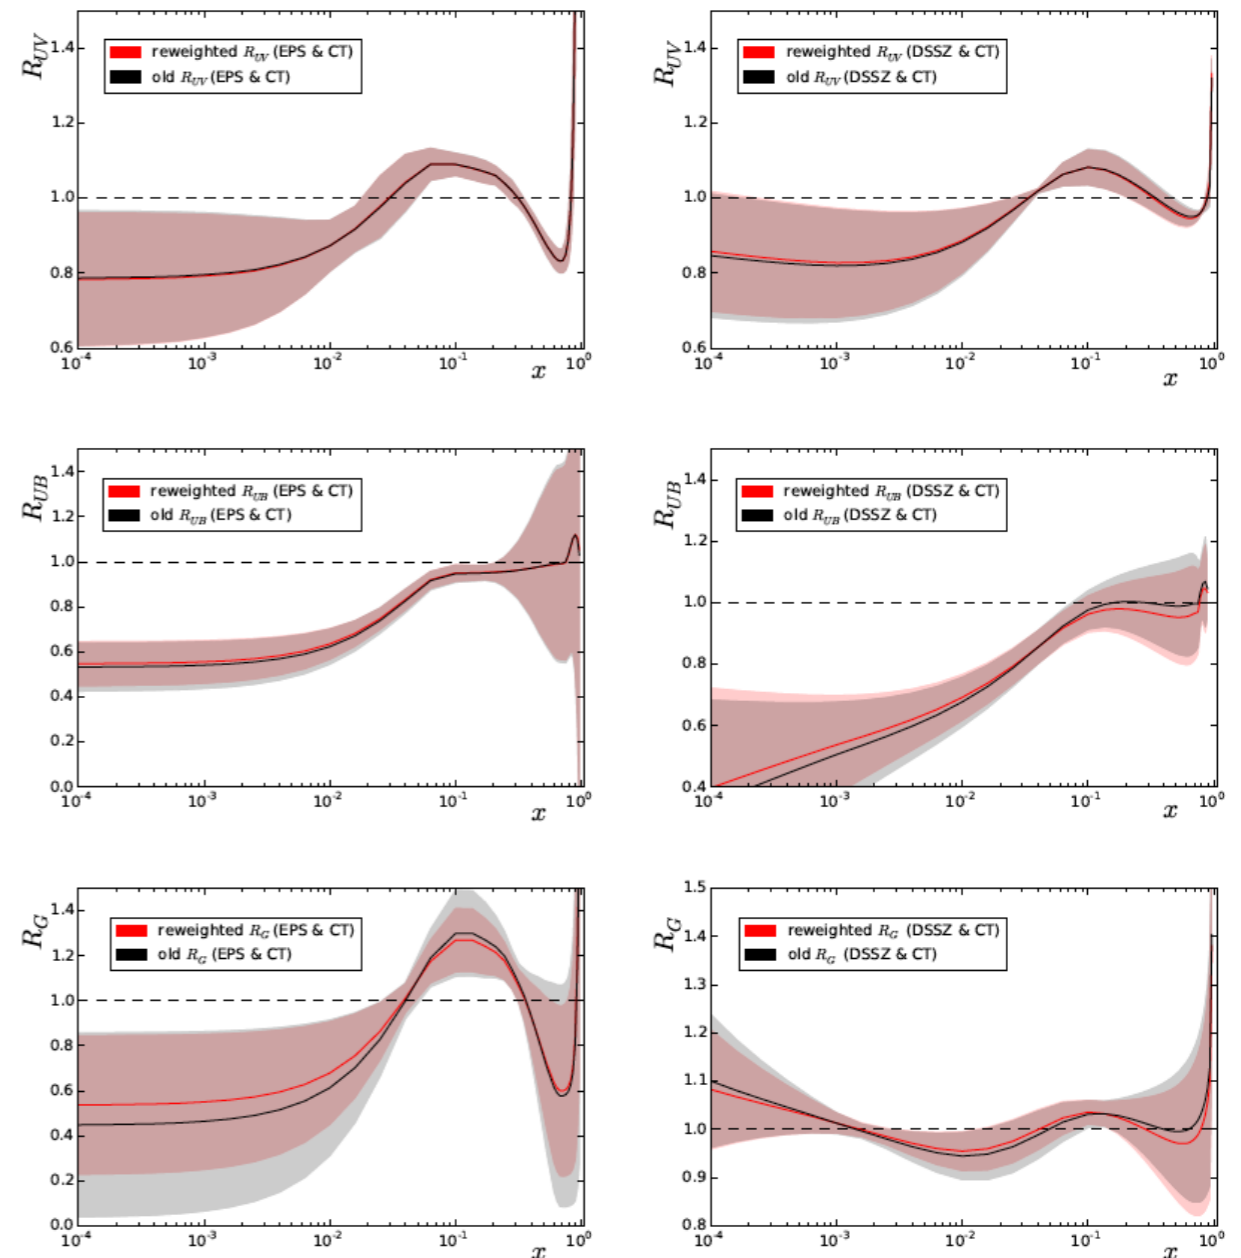 R_UV
1.4
1.2
1.0
0.8
0.6
reweighted R_UV (EPS & CT)
old R_UV (EPS & CT)
10^-4 10^-3 10^-2 10^-1 10^0
x
R_UV
1.4
1.2
1.0
0.8
0.6
reweighted R_UV (DSSZ & CT)
old R_UV (DSSZ & CT)
10^-4 10^-3 10^-2 10^-1 10^0
x
R_UB
1.4
1.2
1.0
0.8
0.6
0.4
0.2
0.0
reweighted R_UB (EPS & CT)
old R_UB (EPS & CT)
10^-4 10^-3 10^-2 10^-1 10^0
x
R_UB
1.4
1.2
1.0
0.8
0.6
0.4
reweighted R_UB (DSSZ & CT)
old R_UB (DSSZ & CT)
10^-4 10^-3 10^-2 10^-1 10^0
x
R_G
1.4
1.2
1.0
0.8
0.6
0.4
0.2
0.0
reweighted R_G (EPS & CT)
old R_G (EPS & CT)
10^-4 10^-3 10^-2 10^-1 10^0
x
R_G
1.5
1.4
1.3
1.2
1.1
1.0
0.9
0.8
reweighted R_G (DSSZ & CT)
old R_G (DSSZ & CT)
10^-4 10^-3 10^-2 10^-1 10^0
x